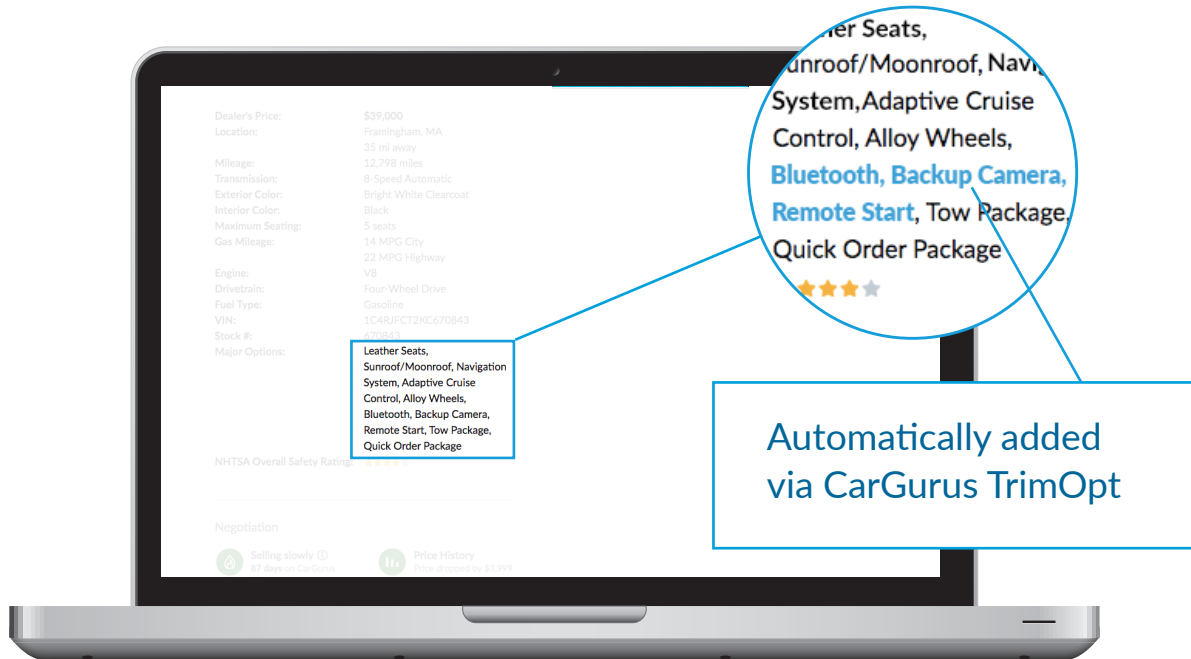 Dealer's Price: $39,000
Location: Framingham, MA
35 mi away
Mileage: 12,798 miles
Transmission: 8-Speed Automatic
Exterior Color: Bright White Clearcoat
Interior Color: Black
Maximum Seating: 5 seats
Gas Mileage: 14 MPG City
22 MPG Highway
Engine: V8
Drivetrain: Four-Wheel Drive
Fuel Type: Gasoline
VIN: 1C4RJFCT2KC670843
Stock #: 670843
Major Options: Leather Seats,
Sunroof/Moonroof, Navigation
System, Adaptive Cruise
Control, Alloy Wheels,
Bluetooth, Backup Camera,
Remote Start, Tow Package,
Quick Order Package
NHTSA Overall Safety Rating:
Negotiation
Selling slowly
87 days on CarGurus
Price History
Price dropped by $3,999
Seats,
System, Adaptive Cruise
Control, Alloy Wheels,
Bluetooth, Backup Camera,
Remote Start, Tow Package,
Quick Order Package
Automatically added
via CarGurus TrimOpt